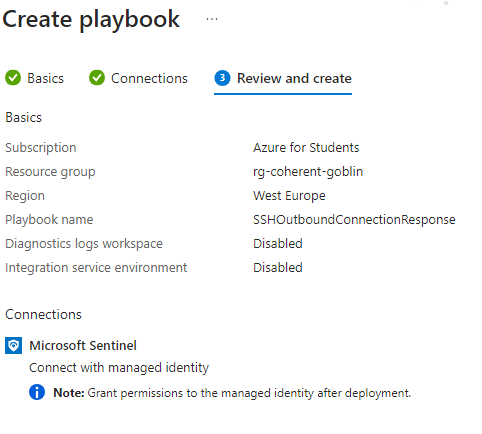 Create playbook ...
Basics Connections 3 Review and create
Basics
Subscription Azure for Students
Resource group rg-coherent-goblin
Region West Europe
Playbook name SSHOutboundConnectionResponse
Diagnostics logs workspace Disabled
Integration service environment Disabled
Connections
Microsoft Sentinel
Connect with managed identity
Note: Grant permissions to the managed identity after deployment.